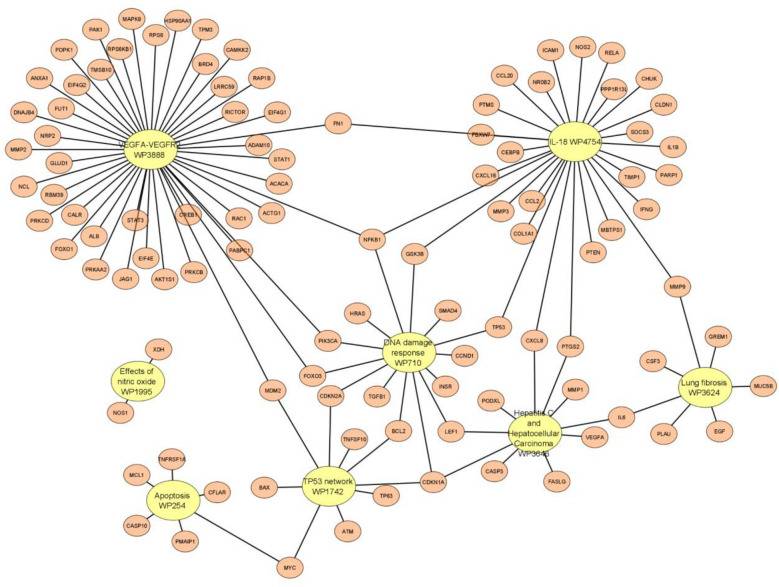 MAPK8
HSP90AA1
PAK1
RPS6
TPM3
NOS2
ICAM1
RELA
FOPK1
RPS6KB1
CAMKK2
TMSB10
BRD4
CCL20
NR0B2
CHUK
ANXA1
EIF4G2
LRRC59
RAP1B
PPP1R13L
PTMS
CLDN1
FUT1
RICTOR
EIF4G1
DNAJB4
FN1
FBXW7
SOCS3
NRP2
VEGFA-VEGFR2
WP3888
ADAM10
IL-18 WP4754
IL1B
MMP2
CEBPB
GLUD1
STAT1
NCL
RBM39
ACACA
CXCL16
TIMP1
PARP1
PRKCD
CALR
STAT3
CREB1
RAC1
ACTG1
MMP3
CCL2
IFNG
ALB
COL1A1
MBTPS1
FOXO1
PABPC1
NFKB1
GSK3B
PTEN
EIF4E
PRKAA2
JAG1
AKT1S1
PRKCB
MMP9
HRAS
SMAD4
TP53
PIK3CA
DNA damage
response
WP710
CXCL8
PTGS2
GREM1
XDH
CCND1
CSF3
Effects of
nitric oxide
WP1995
FOXO3
INSR
Lung fibrosis
WP3624
MUC5B
MDM2
CDKN2A
TGFB1
PODXL
MMP1
NOS1
Hepatitis C
and
Hepatocellular
Carcinoma
WP3646
IL6
BCL2
LEF1
VEGFA
PLAU
EGF
TNFSF10
TNFRSF1A
CASP3
FASLG
MCL1
CFLAR
Apoptosis
WP254
BAX
TP53 network
WP1742
TP63
CDKN1A
CASP10
PMAIP1
ATM
MYC